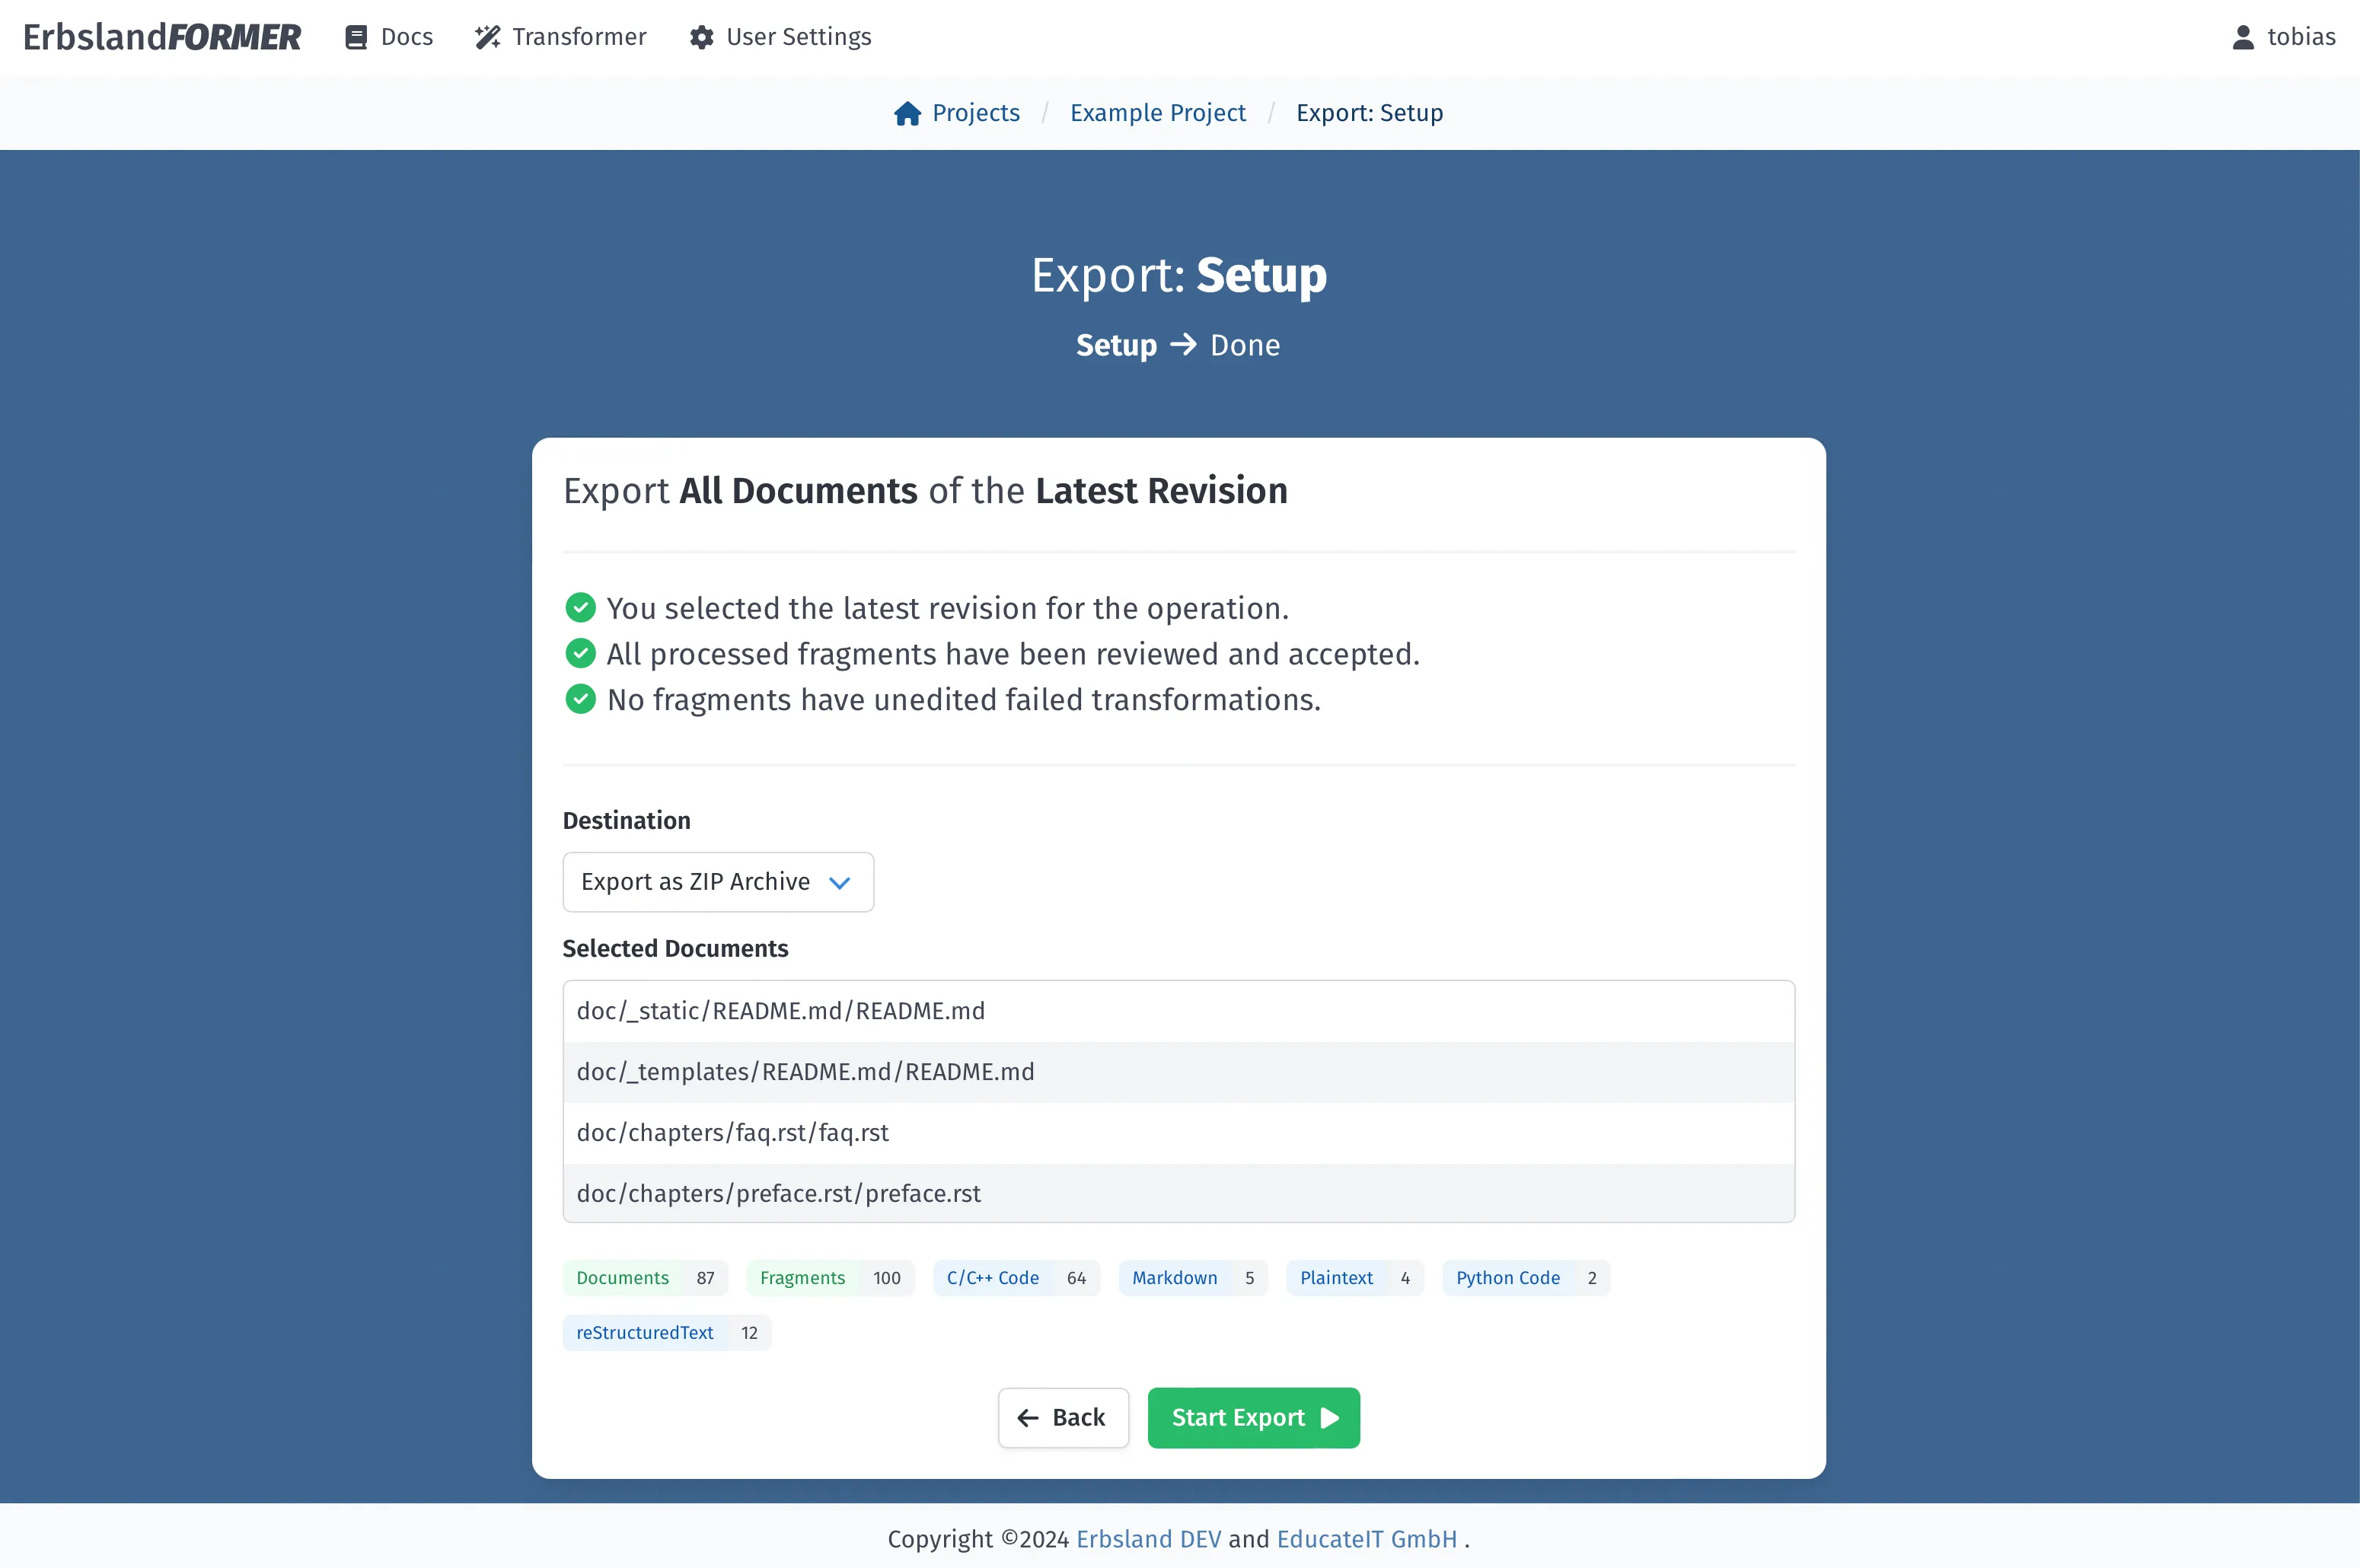 ErbslandFORMER Docs Transformer User Settings tobias
Projects / Example Project / Export: Setup
Export: Setup
Setup → Done
Export All Documents of the Latest Revision
You selected the latest revision for the operation.
All processed fragments have been reviewed and accepted.
No fragments have unedited failed transformations.
Destination
Export as ZIP Archive
Selected Documents
doc/_static/README.md/README.md
doc/_templates/README.md/README.md
doc/chapters/faq.rst/faq.rst
doc/chapters/preface.rst/preface.rst
Documents 87 Fragments 100 C/C++ Code 64 Markdown 5 Plaintext 4 Python Code 2
reStructuredText 12
Back Start Export
Copyright ©2024 Erbsland DEV and EducateIT GmbH .